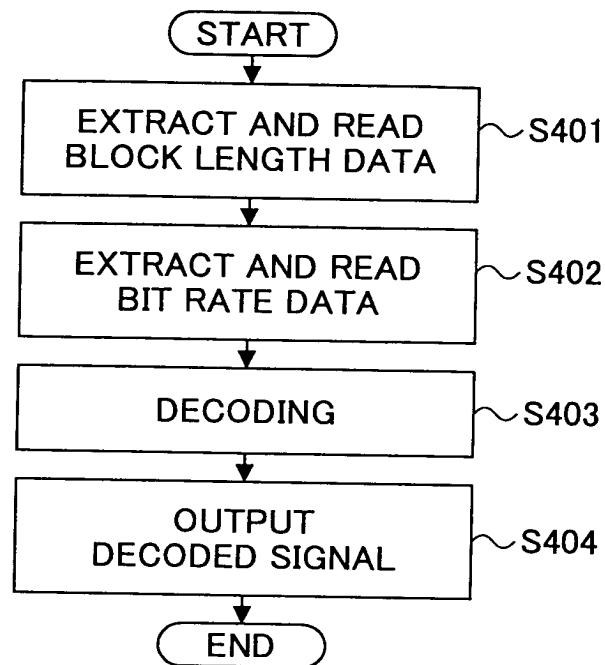 START
EXTRACT AND READ
BLOCK LENGTH DATA
S401
EXTRACT AND READ
BIT RATE DATA
S402
DECODING
S403
OUTPUT
DECODED SIGNAL
S404
END